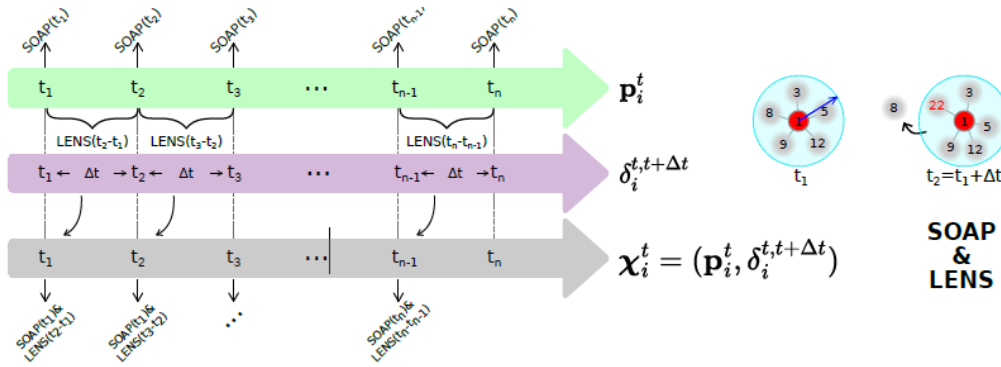 SOAP(t₁) SOAP(t₂) SOAP(t₃) SOAP(tₙ₋₁) SOAP(tₙ)
t₁ t₂ t₃ ... tₙ₋₁ tₙ
p_i^t
LENS(t₂-t₁) LENS(t₃-t₂) LENS(tₙ-tₙ₋₁)
t₁ Δt t₂ Δt t₃ ... tₙ₋₁ Δt tₙ
δ_i^{t,t+Δt}
t₁ t₂ t₃ ... tₙ₋₁ tₙ
χ_i^t = (p_i^t, δ_i^{t,t+Δt})
SOAP(t₁)& SOAP(t₁)& ... SOAP(tₙ)&
LENS(t₂-t₁) LENS(t₃-t₂) LENS(tₙ-tₙ₋₁)
3
8 1 5
9 12
t₁
8
3
22 1 5
9 12
t₂=t₁+Δt
SOAP
&
LENS